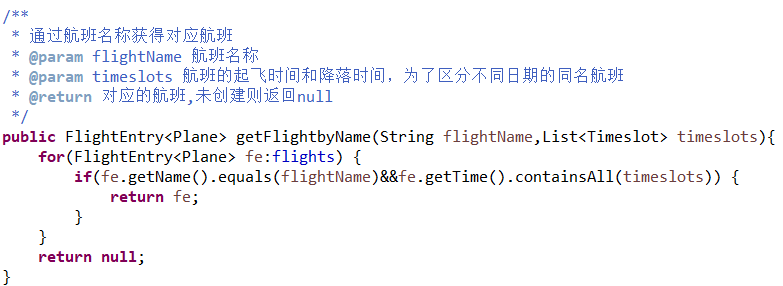 /**
 * 通过航班名称获得对应航班
 * @param flightName 航班名称
 * @param timeslots 航班的起飞时间和降落时间，为了区分不同日期的同名航班
 * @return 对应的航班,未创建则返回null
 */
public FlightEntry<Plane> getFlightbyName(String flightName,List<Timeslot> timeslots){
    for(FlightEntry<Plane> fe:flights) {
        if(fe.getName().equals(flightName)&&fe.getTime().containsAll(timeslots)) {
            return fe;
        }
    }
    return null;
}